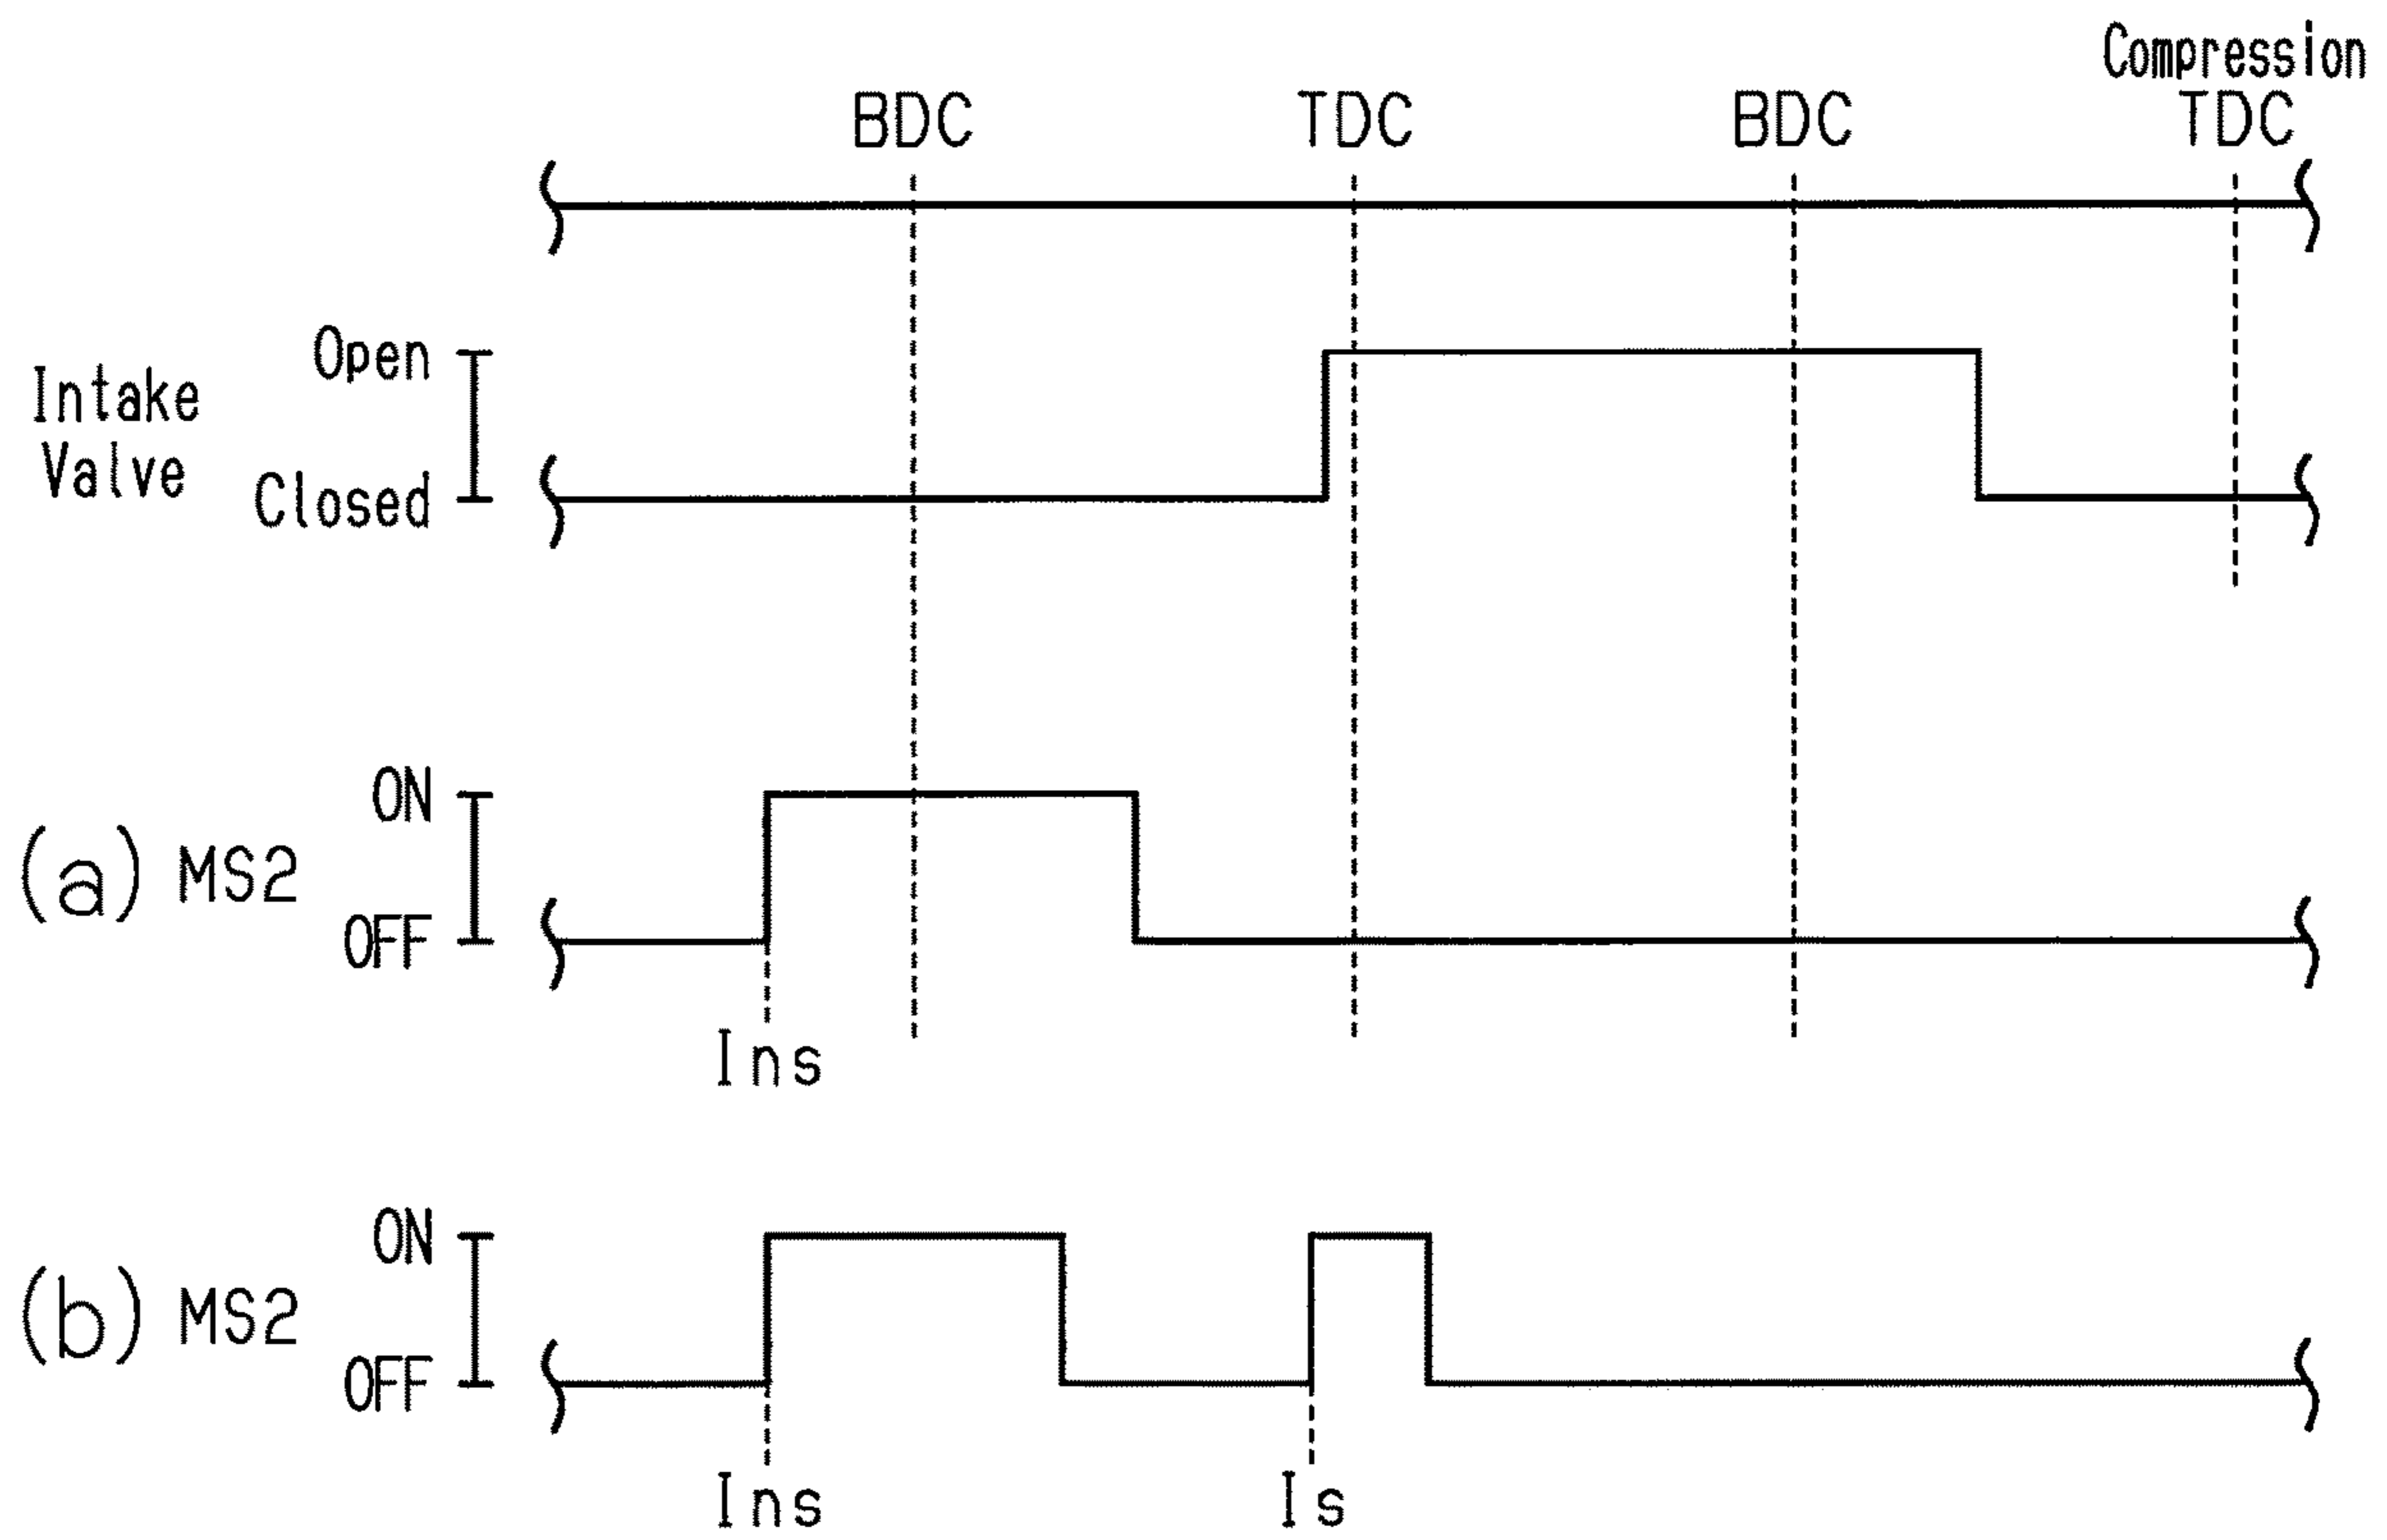 Compression
BDC TDC BDC TDC
Open
Intake
Valve
Closed
ON
(a) MS2
OFF
Ins
ON
(b) MS2
OFF
Ins Is